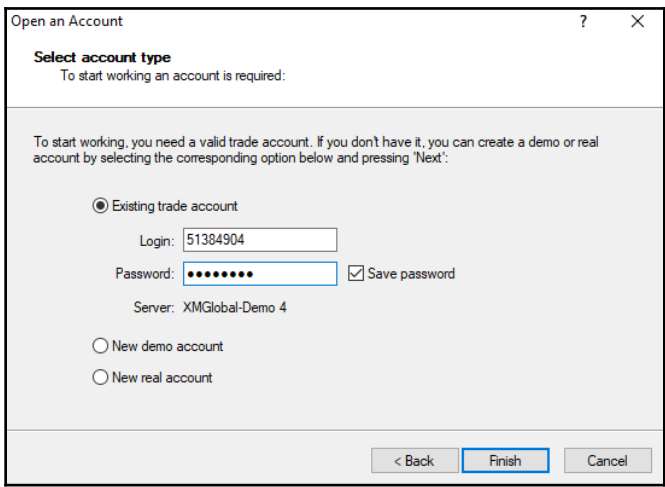 Open an Account
?
Select account type
To start working an account is required:
To start working, you need a valid trade account. If you don't have it, you can create a demo or real
account by selecting the corresponding option below and pressing 'Next':
Existing trade account
Login: 51384904
Password: ●●●●●●●● Save password
Server: XMGlobal-Demo 4
New demo account
New real account
< Back Finish Cancel